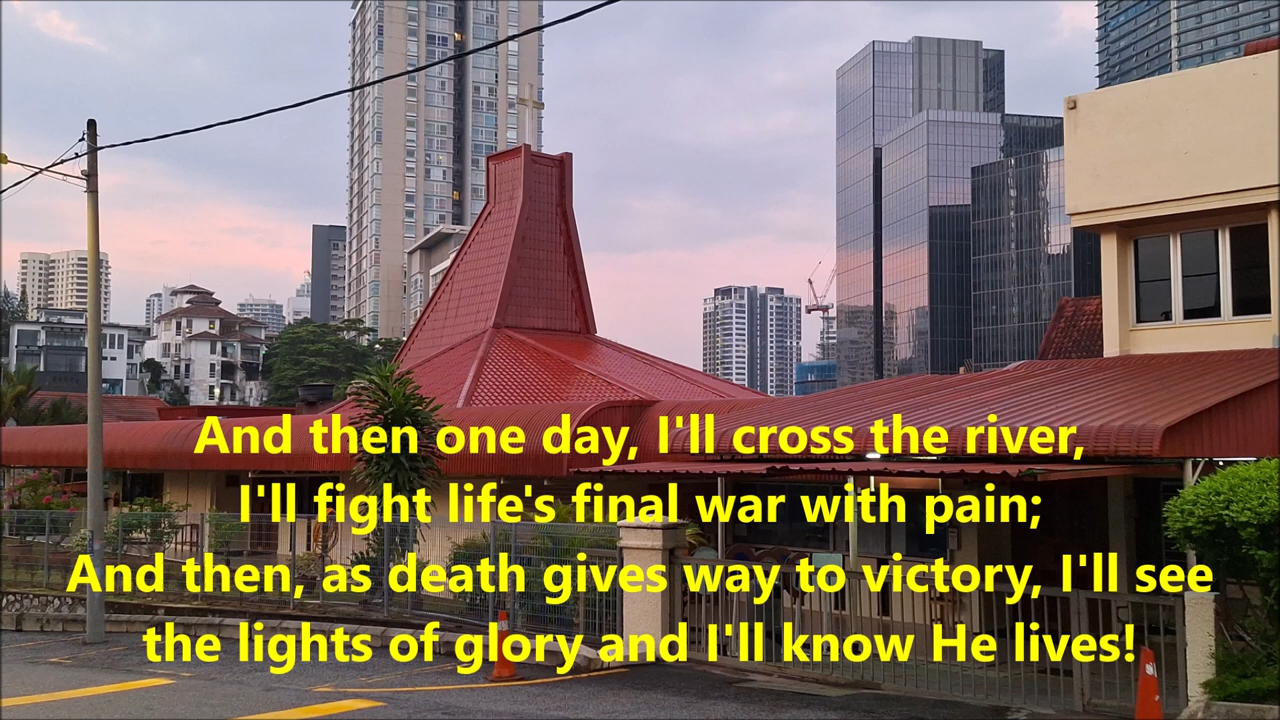 And then one day, I'll cross the river,
I'll fight life's final war with pain;
And then, as death gives way to victory, I'll see
the lights of glory and I'll know He lives!